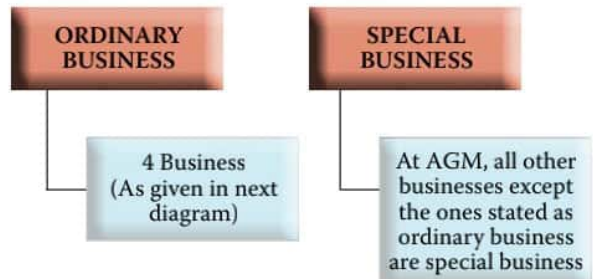 ORDINARY
BUSINESS
4 Business
(As given in next
diagram)
SPECIAL
BUSINESS
At AGM, all other
businesses except
the ones stated as
ordinary business
are special business